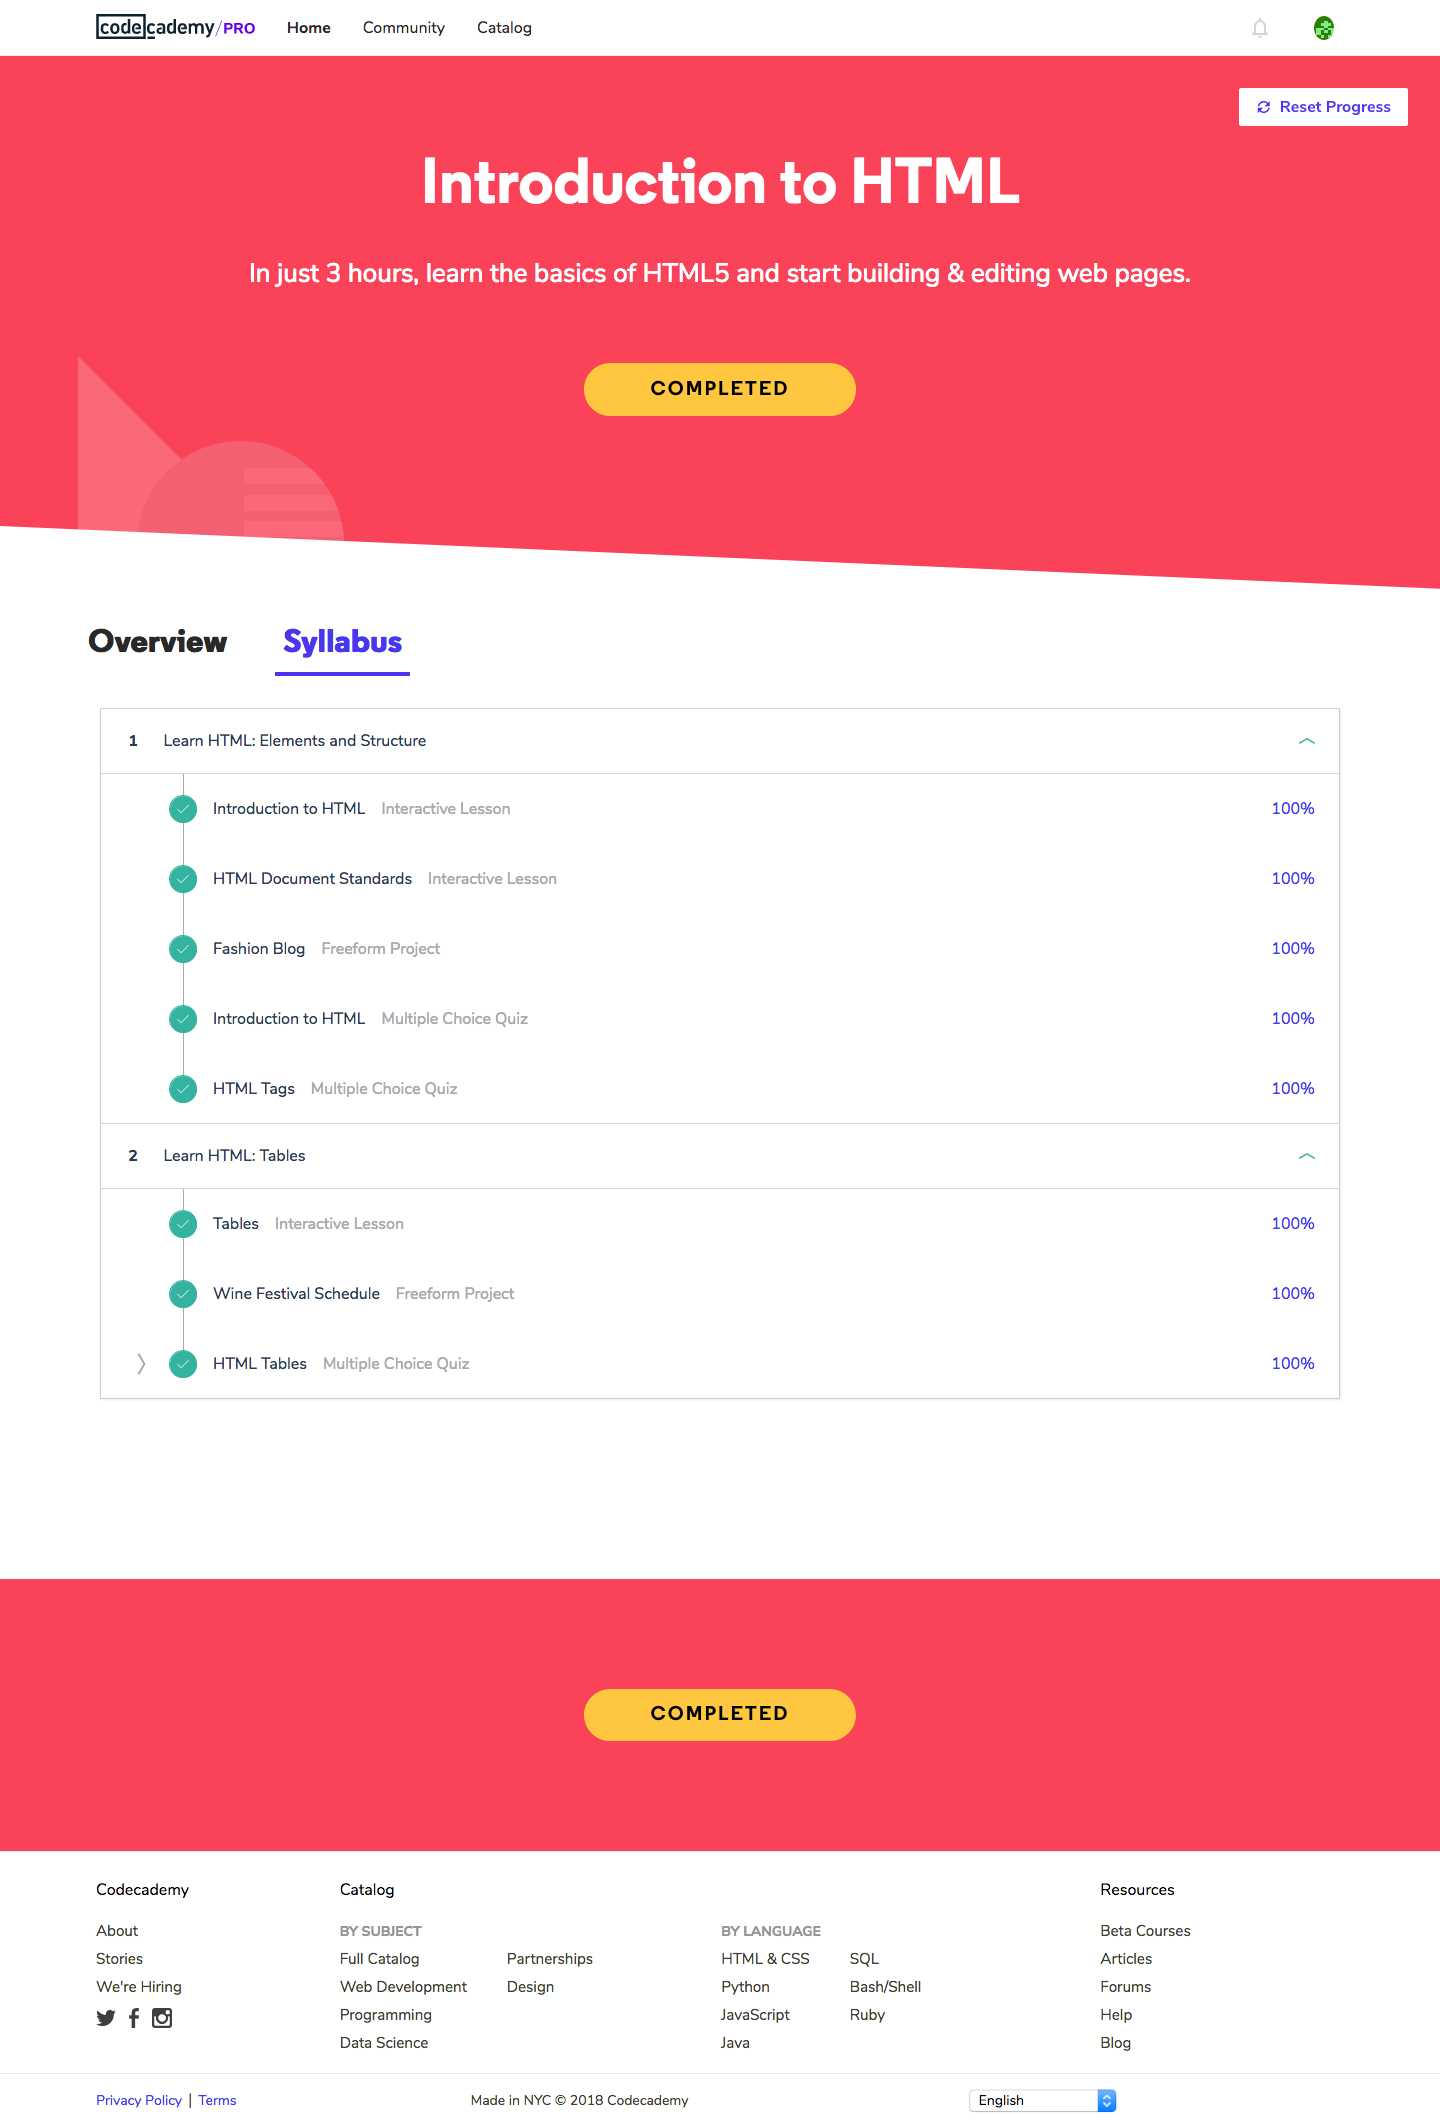 codecademy/PRO Home Community Catalog
Reset Progress
Introduction to HTML
In just 3 hours, learn the basics of HTML5 and start building & editing web pages.
COMPLETED
Overview Syllabus
1 Learn HTML: Elements and Structure
Introduction to HTML Interactive Lesson 100%
HTML Document Standards Interactive Lesson 100%
Fashion Blog Freeform Project 100%
Introduction to HTML Multiple Choice Quiz 100%
HTML Tags Multiple Choice Quiz 100%
2 Learn HTML: Tables
Tables Interactive Lesson 100%
Wine Festival Schedule Freeform Project 100%
HTML Tables Multiple Choice Quiz 100%
COMPLETED
Codecademy Catalog Resources
About BY SUBJECT BY LANGUAGE Beta Courses
Stories Full Catalog Partnerships HTML & CSS SQL Articles
We're Hiring Web Development Design Python Bash/Shell Forums
Programming JavaScript Ruby Help
Data Science Java Blog
Privacy Policy | Terms Made in NYC © 2018 Codecademy English